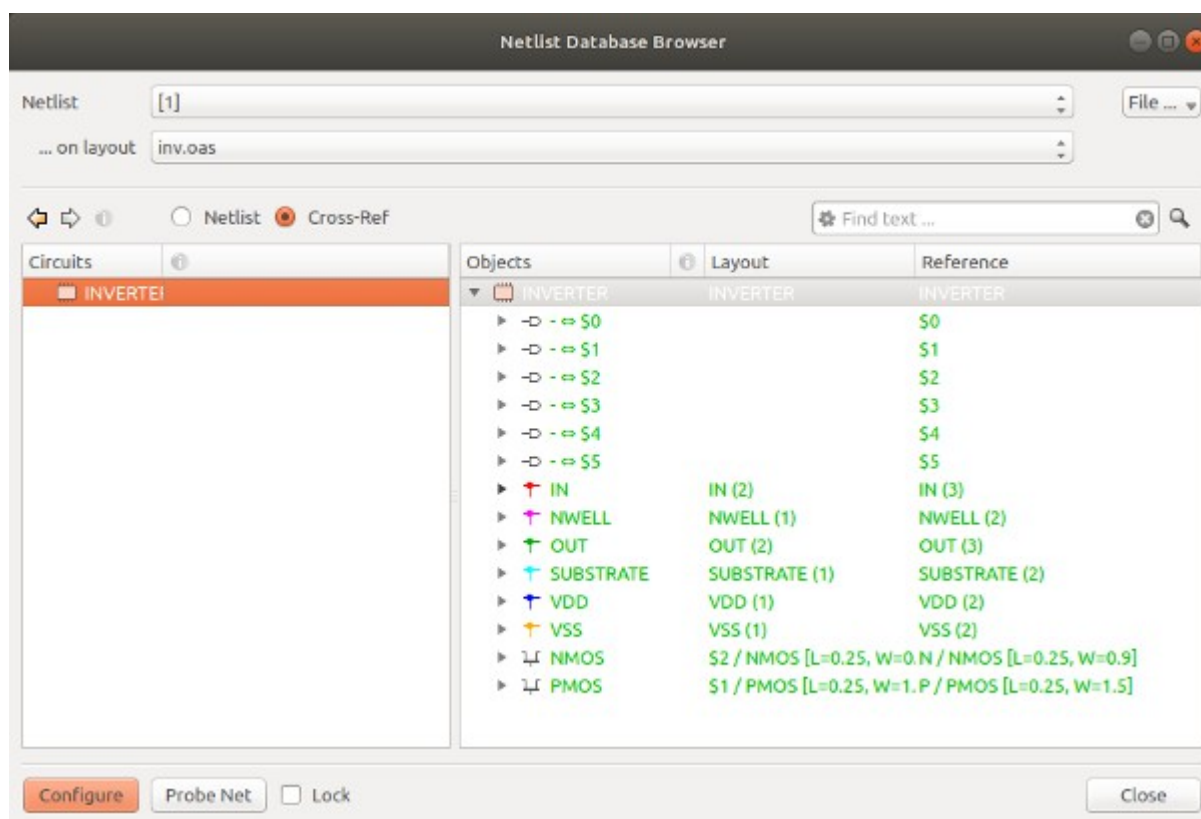 Netlist Database Browser
Netlist [1] File ...
... on layout inv.oas
Netlist Cross-Ref Find text ...
Circuits Objects Layout Reference
INVERTER INVERTER INVERTER
- ⇔ $0 $0
- ⇔ $1 $1
- ⇔ $2 $2
- ⇔ $3 $3
- ⇔ $4 $4
- ⇔ $5 $5
IN IN (2) IN (3)
NWELL NWELL (1) NWELL (2)
OUT OUT (2) OUT (3)
SUBSTRATE SUBSTRATE (1) SUBSTRATE (2)
VDD VDD (1) VDD (2)
VSS VSS (1) VSS (2)
NMOS $2 / NMOS [L=0.25, W=0. N / NMOS [L=0.25, W=0.9]
PMOS $1 / PMOS [L=0.25, W=1. P / PMOS [L=0.25, W=1.5]
Configure Probe Net Lock Close